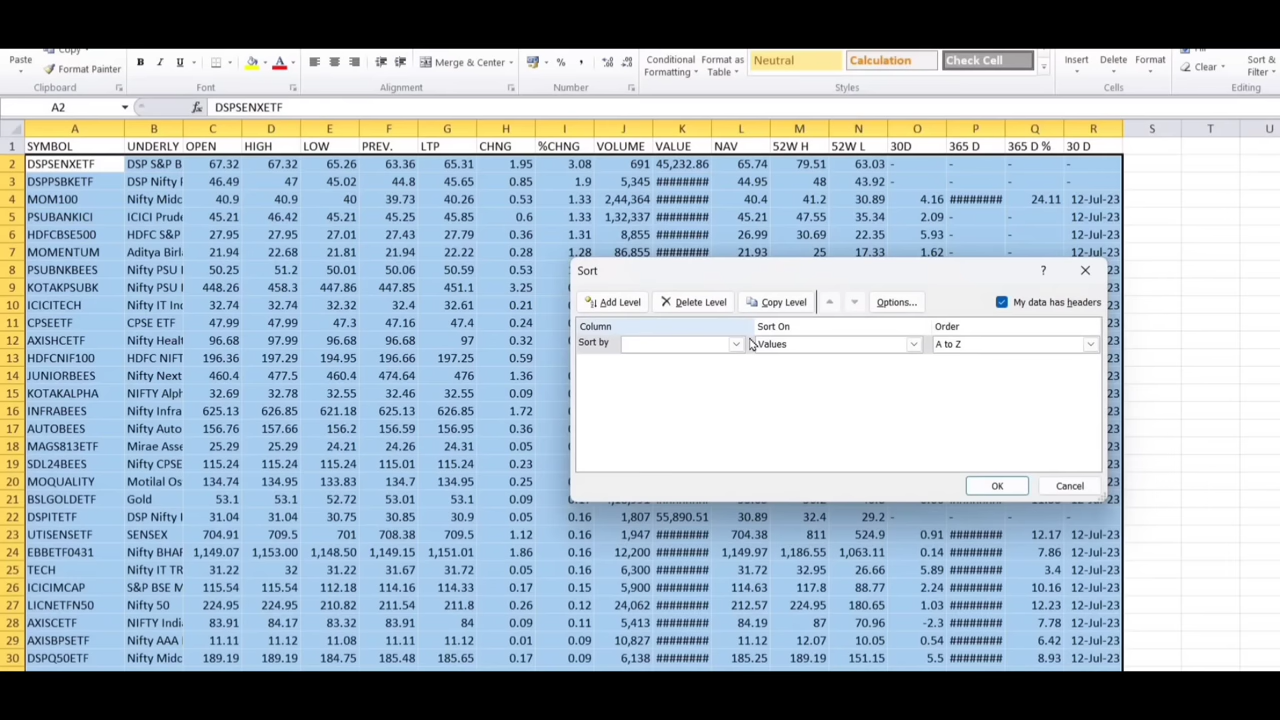 Copy
Paste
Format Painter
B I U
A
Merge & Center
%
Conditional Formatting
Format as Table
Neutral
Calculation
Check Cell
Insert
Delete
Format
Fill
Clear
Sort & Filter
Clipboard
Font
Alignment
Number
Styles
Cells
Editing
A2 fx DSPSENXETF
A B C D E F G H I J K L M N O P Q R S T U
1 SYMBOL UNDERLY OPEN HIGH LOW PREV. LTP CHNG %CHNG VOLUME VALUE NAV 52W H 52W L 30D 365 D 365 D % 30 D
2 DSPSENXETF DSP S&P B 67.32 67.32 65.26 63.36 65.31 1.95 3.08 691 45,232.86 65.74 79.51 63.03 - - - -
3 DSPPSBKETF DSP Nifty 46.49 47 45.02 44.8 45.65 0.85 1.9 5,345 ######## 44.95 48 43.92 - - - -
4 MOM100 Nifty Midc 40.9 40.9 40 39.73 40.26 0.53 1.33 2,44,364 ######## 40.4 41.2 30.89 4.16 ######## 24.11 12-Jul-23
5 PSUBANKICI ICICI Prude 45.21 46.42 45.21 45.25 45.85 0.6 1.33 1,32,337 ######## 45.21 47.55 35.34 2.09 - - -
6 HDFCBSE500 HDFC S&P 27.95 27.95 27.01 27.43 27.79 0.36 1.31 8,855 ######## 26.99 30.69 22.35 5.93 - - -
7 MOMENTUM Aditya Birl 21.94 22.68 21.81 21.94 22.22 0.28 1.28 86,855 ######## 21.93 25 17.33 1.62 - - -
8 PSUBNKBEES Nifty PSU 50.25 51.2 50.01 50.06 50.59 0.53
9 KOTAKPSUBK Nifty PSU 448.26 458.3 447.86 447.85 451.1 3.25
10 ICICITECH Nifty IT Inc 32.74 32.74 32.32 32.4 32.61 0.21
11 CPSEETF CPSE ETF 47.99 47.99 47.3 47.16 47.4 0.24
12 AXISHCETF Nifty Healt 96.68 97.99 96.68 96.68 97 0.32
13 HDFCNIF100 HDFC NIFT 196.36 197.29 194.95 196.66 197.25 0.59
14 JUNIORBEES Nifty Next 460.4 477.5 460.4 474.64 476 1.36
15 KOTAKALPHA NIFTY Alph 32.69 32.78 32.55 32.46 32.55 0.09
16 INFRABEES Nifty Infra 625.13 626.85 621.18 625.13 626.85 1.72
17 AUTOBEES Nifty Auto 156.76 157.66 156.2 156.59 156.95 0.36
18 MAGS813ETF Mirae Asse 25.29 25.29 24.21 24.26 24.31 0.05
19 SDL24BEES Nifty CPSE 115.24 115.24 115.24 115.01 115.24 0.23
20 MOQUALITY Motilal Os 134.74 134.95 133.83 134.7 134.95 0.25
21 BSLGOLDETF Gold 53.1 53.1 52.72 53.01 53.1 0.09
22 DSPITETF DSP Nifty 31.04 31.04 30.75 30.85 30.9 0.05 0.16 1,807 55,890.51 30.89 32.4 29.2 - - - -
23 UTISENSETF SENSEX 704.91 709.5 701 708.38 709.5 1.12 0.16 1,947 ######## 704.38 811 524.9 0.91 ######## 12.17 12-Jul-23
24 EBBETF0431 Nifty BHAR 1,149.07 1,153.00 1,148.50 1,149.15 1,151.01 1.86 0.16 12,200 ######## 1,149.97 1,186.55 1,063.11 0.14 ######## 7.86 12-Jul-23
25 TECH Nifty IT TR 31.22 32 31.22 31.67 31.72 0.05 0.16 6,300 ######## 31.72 32.95 26.66 5.89 ######## 3.4 12-Jul-23
26 ICICIMCAP S&P BSE M 115.54 115.54 112.18 114.16 114.33 0.17 0.15 5,900 ######## 114.63 117.8 88.77 2.24 ######## 10.16 12-Jul-23
27 LICNETFN50 Nifty 50 224.95 224.95 210.82 211.54 211.8 0.26 0.12 24,062 ######## 212.57 224.95 180.65 1.03 ######## 12.23 12-Jul-23
28 AXISCETF NIFTY Indi 83.91 84.17 83.32 83.91 84 0.09 0.11 5,413 ######## 84.19 87 70.96 -2.3 ######## 7.78 12-Jul-23
29 AXISBPSETF Nifty AAA 11.11 11.12 11.08 11.11 11.12 0.01 0.09 10,827 ######## 11.12 12.07 10.05 0.54 ######## 6.42 12-Jul-23
30 DSPQ50ETF Nifty Midc 189.19 189.19 184.75 185.48 185.65 0.17 0.09 6,138 ######## 185.25 189.19 151.15 5.5 ######## 8.93 12-Jul-23
Sort ?
Add Level Delete Level Copy Level Options... My data has headers
Column Sort On Order
Sort by Values A to Z
OK Cancel